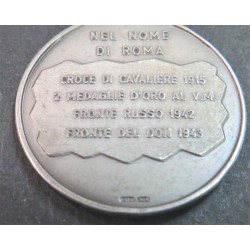 NEL NOME
DI ROMA
CROCE DI CAVALIERE 1915
2 MEDAGLIE D'ORO AL V.M.
FRONTE RUSSO 1942
FRONTE DEL DON 1943